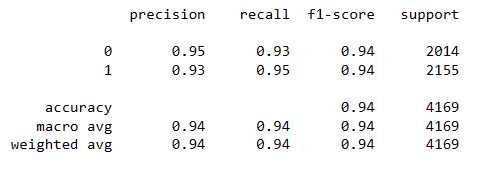 precision recall f1-score support
0 0.95 0.93 0.94 2014
1 0.93 0.95 0.94 2155
accuracy 0.94 4169
macro avg 0.94 0.94 0.94 4169
weighted avg 0.94 0.94 0.94 4169